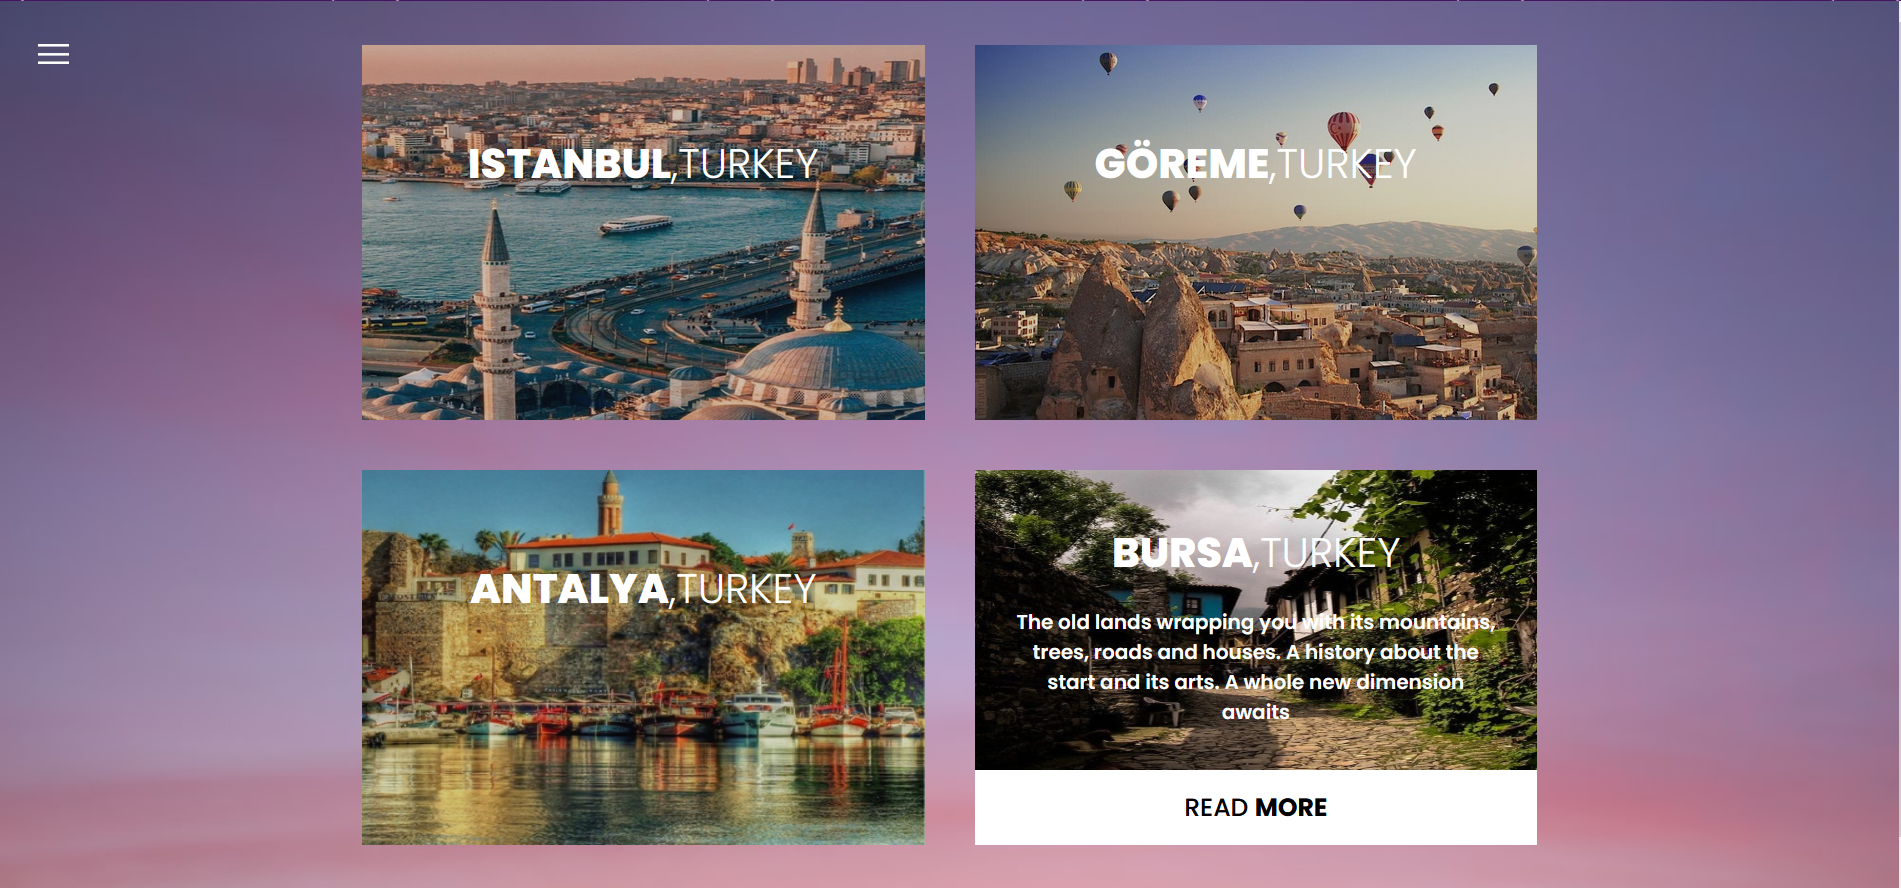 ISTANBUL,TURKEY
GÖREME,TURKEY
ANTALYA,TURKEY
BURSA,TURKEY
The old lands wrapping you with its mountains,
trees, roads and houses. A history about the
start and its arts. A whole new dimension
awaits
READ MORE